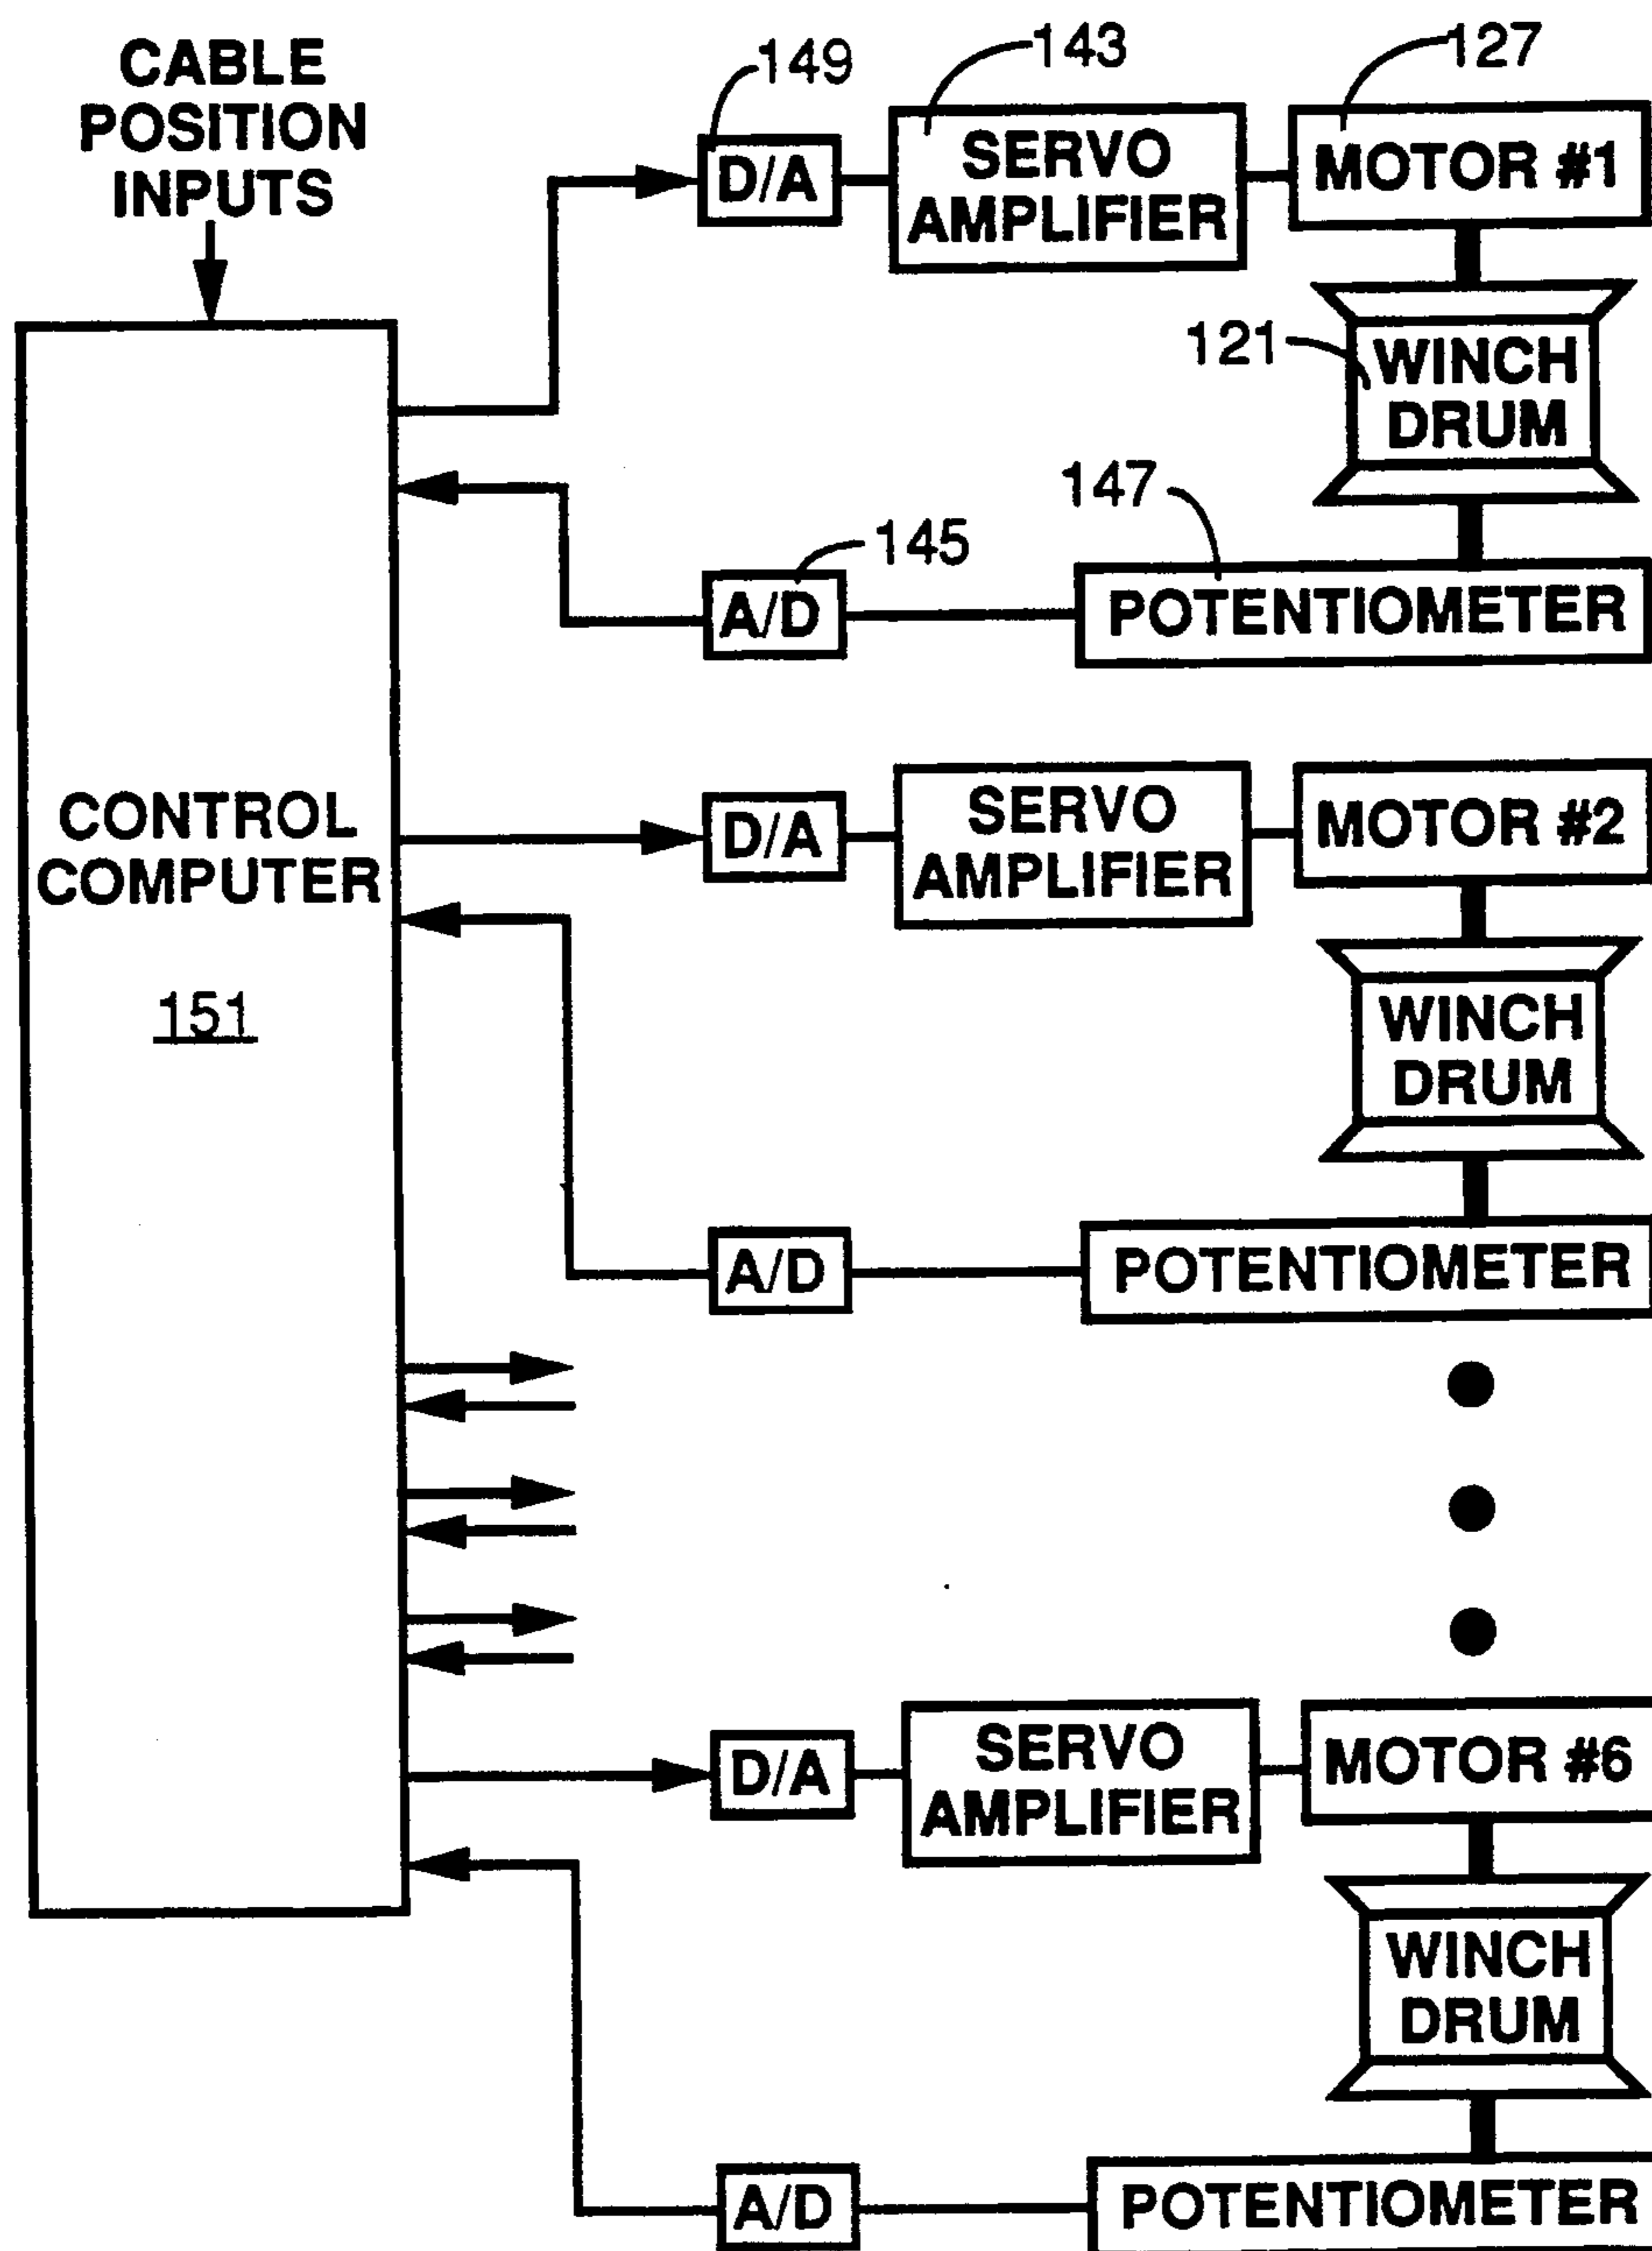 CABLE
POSITION
INPUTS
149
143
127
D/A
SERVO
AMPLIFIER
MOTOR #1
121
WINCH
DRUM
147
145
A/D
POTENTIOMETER
CONTROL
COMPUTER
151
D/A
SERVO
AMPLIFIER
MOTOR #2
WINCH
DRUM
A/D
POTENTIOMETER
D/A
SERVO
AMPLIFIER
MOTOR #6
WINCH
DRUM
A/D
POTENTIOMETER